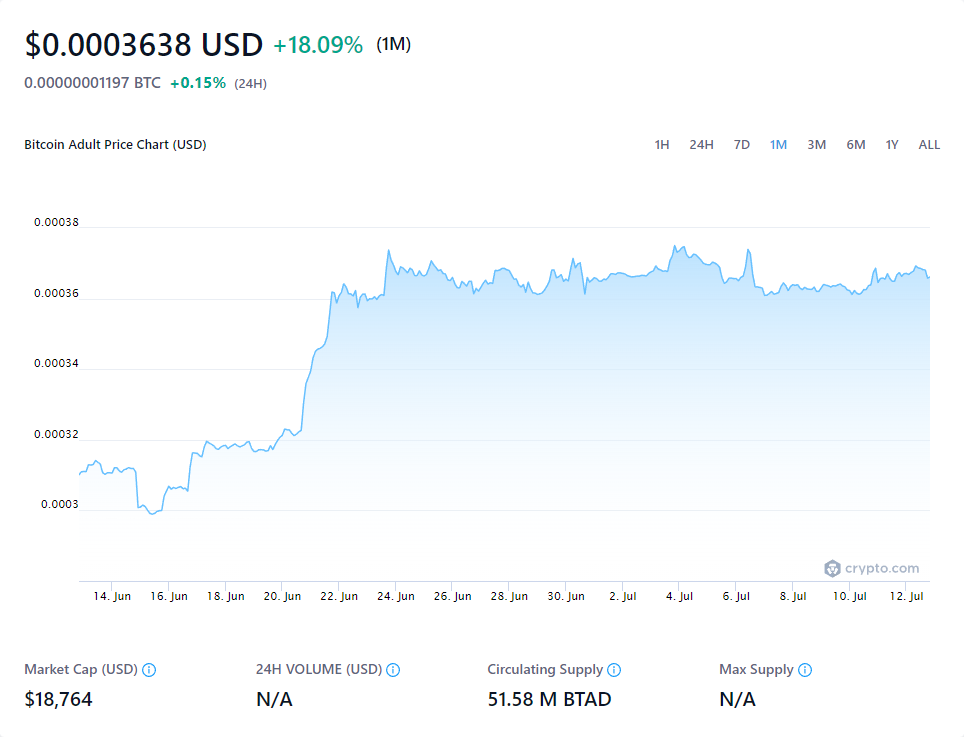 $0.0003638 USD +18.09% (1M)
0.00000001197 BTC +0.15% (24H)
Bitcoin Adult Price Chart (USD)
1H 24H 7D 1M 3M 6M 1Y ALL
0.00038
0.00036
0.00034
0.00032
0.0003
crypto.com
14. Jun 16. Jun 18. Jun 20. Jun 22. Jun 24. Jun 26. Jun 28. Jun 30. Jun 2. Jul 4. Jul 6. Jul 8. Jul 10. Jul 12. Jul
Market Cap (USD) 24H VOLUME (USD) Circulating Supply Max Supply
$18,764 N/A 51.58 M BTAD N/A